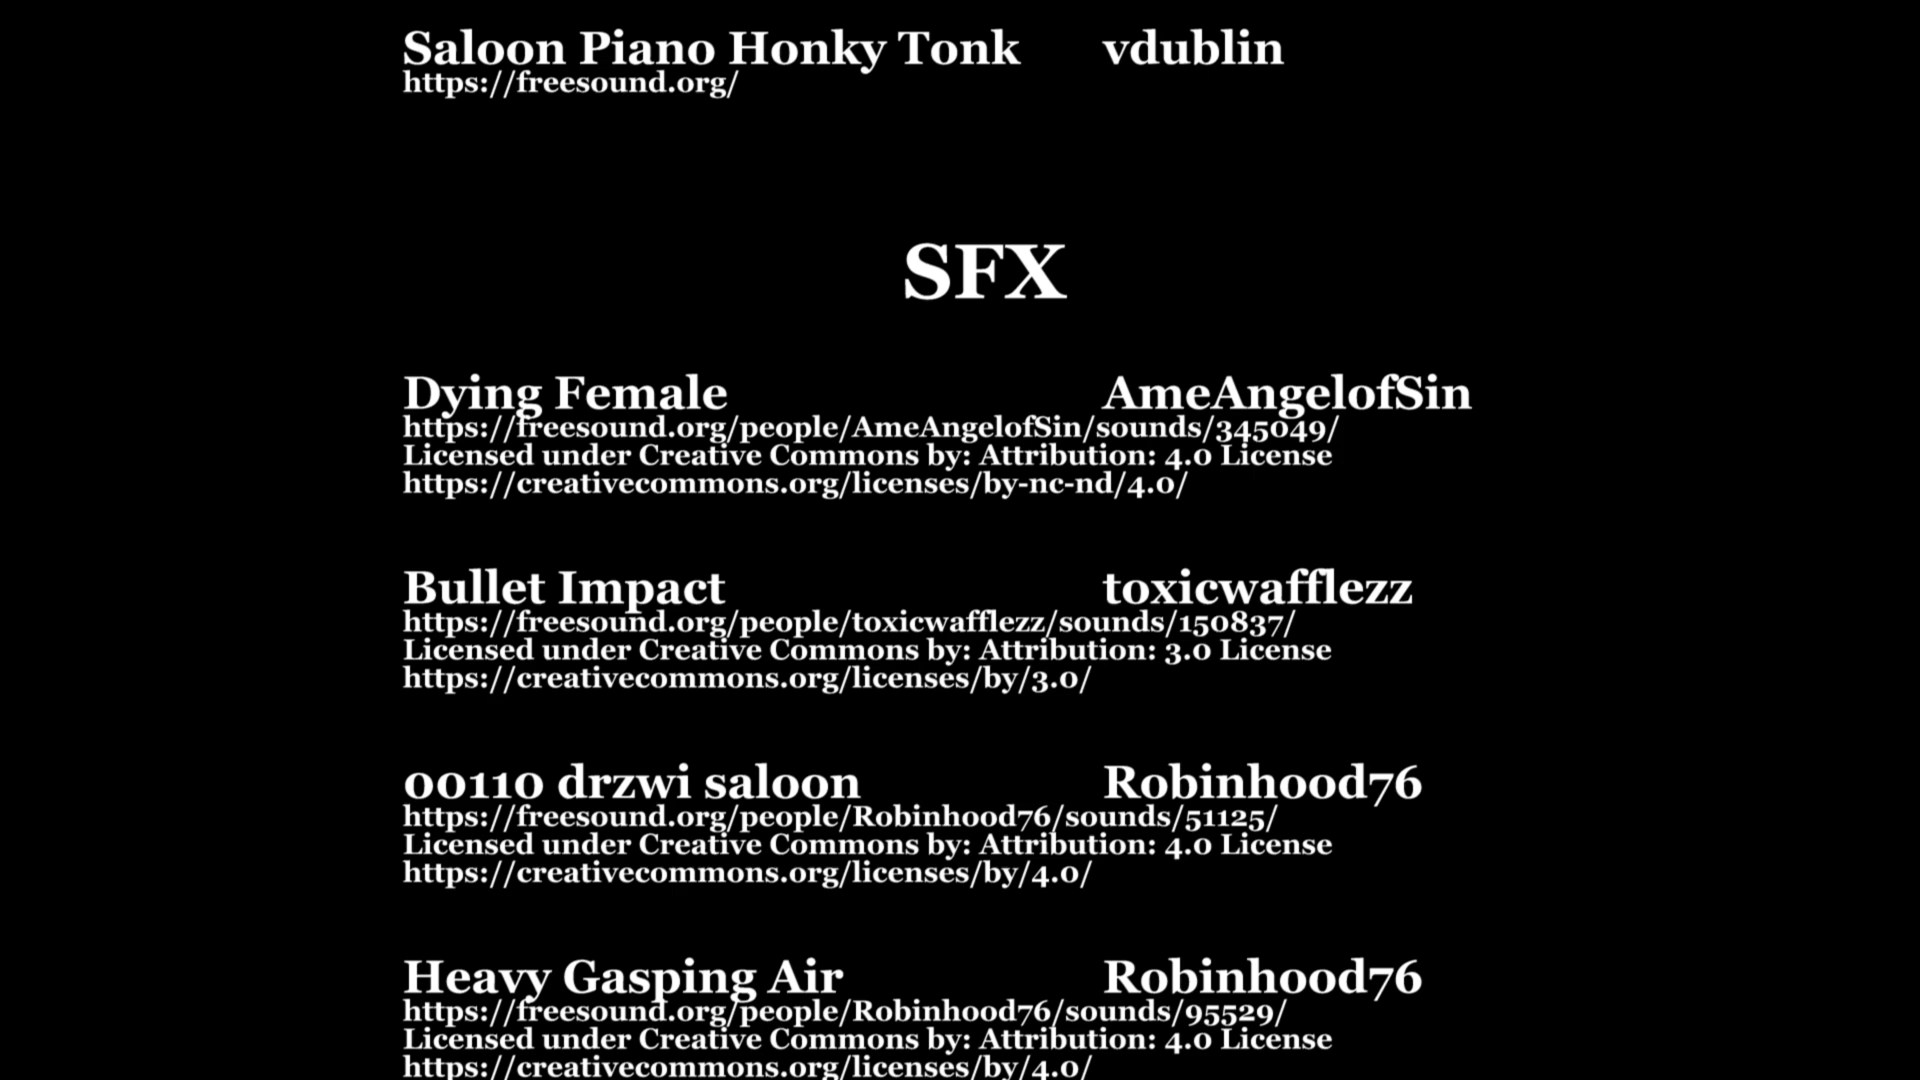 Saloon Piano Honky Tonk vdublin
https://freesound.org/
SFX
Dying Female AmeAngelofSin
https://freesound.org/people/AmeAngelofSin/sounds/345049/
Licensed under Creative Commons by: Attribution: 4.0 License
https://creativecommons.org/licenses/by-nc-nd/4.0/
Bullet Impact toxicwafflezz
https://freesound.org/people/toxicwafflezz/sounds/150837/
Licensed under Creative Commons by: Attribution: 3.0 License
https://creativecommons.org/licenses/by/3.0/
00110 drzwi saloon Robinhood76
https://freesound.org/people/Robinhood76/sounds/51125/
Licensed under Creative Commons by: Attribution: 4.0 License
https://creativecommons.org/licenses/by/4.0/
Heavy Gasping Air Robinhood76
https://freesound.org/people/Robinhood76/sounds/95529/
Licensed under Creative Commons by: Attribution: 4.0 License
https://creativecommons.org/licenses/by/4.0/